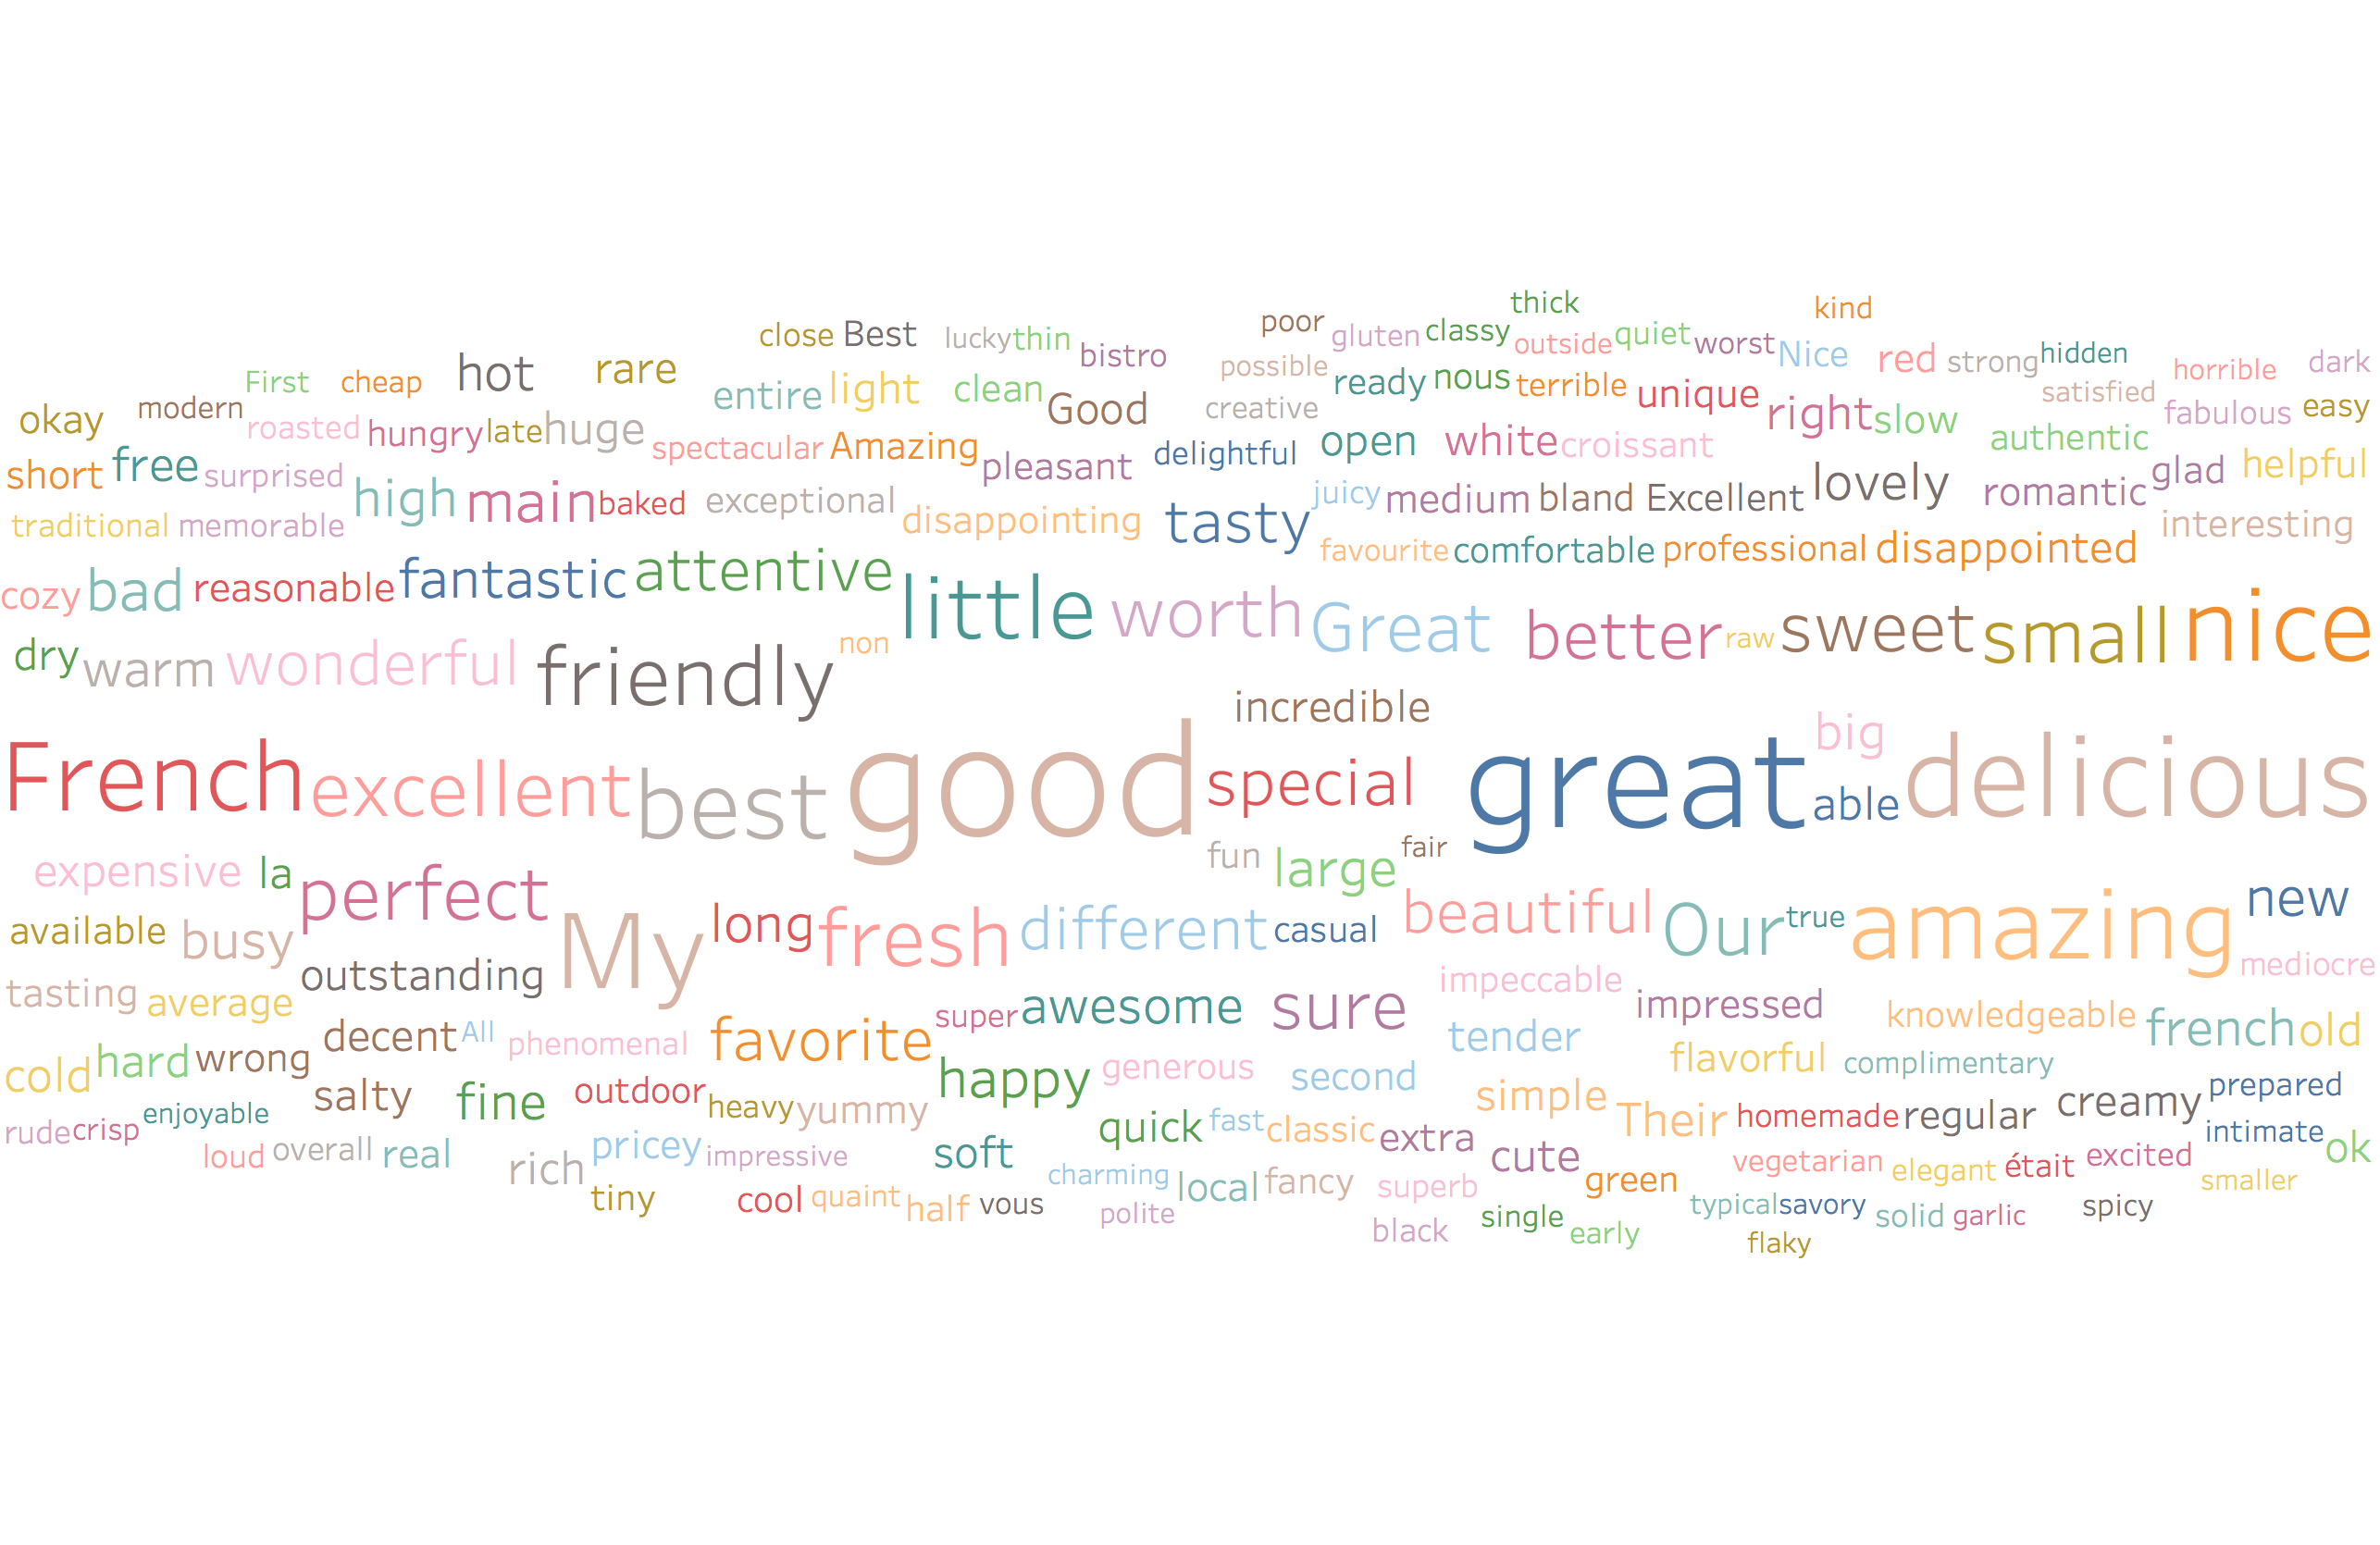 thick kind
close Best lucky thin bistro poor gluten classy outside quiet worst Nice red strong hidden horrible dark
First cheap hot rare entire light clean Good possible creative ready nous terrible unique right slow satisfied fabulous easy
okay modern roasted hungry late huge spectacular Amazing pleasant delightful open white croissant authentic glad helpful
short free surprised high main baked exceptional disappointing tasty juicy medium bland Excellent lovely romantic interesting
traditional memorable favourite comfortable professional disappointed
cozy bad reasonable fantastic attentive little worth Great better raw sweet small nice
dry warm wonderful friendly non
incredible big
French excellent best good special great able delicious
expensive la perfect fun large fair
available busy My long fresh different casual beautiful Our true amazing new
tasting average outstanding super awesome sure impeccable impressed knowledgeable mediocre
cold hard wrong decent All phenomenal favorite happy generous second tender flavorful complimentary french old
rude crisp enjoyable salty fine outdoor heavy yummy quick fast classic extra simple Their homemade regular creamy prepared
loud overall real rich pricey impressive soft charming local fancy superb cute green vegetarian elegant était excited intimate ok
tiny cool quaint half vous polite black single early typical savory solid garlic spicy smaller
flaky